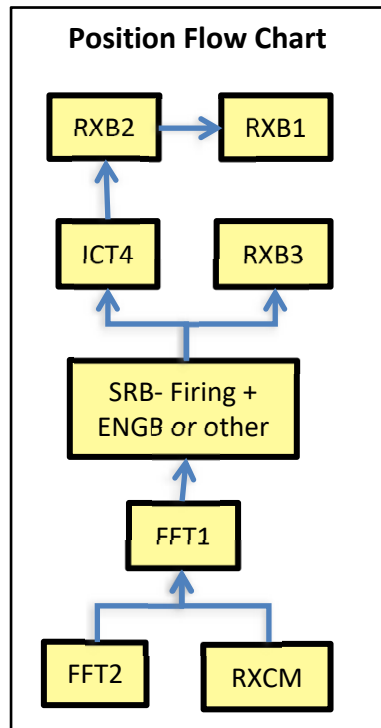 Position Flow Chart
RXB2
RXB1
ICT4
RXB3
SRB- Firing +
ENGB or other
FFT1
FFT2
RXCM